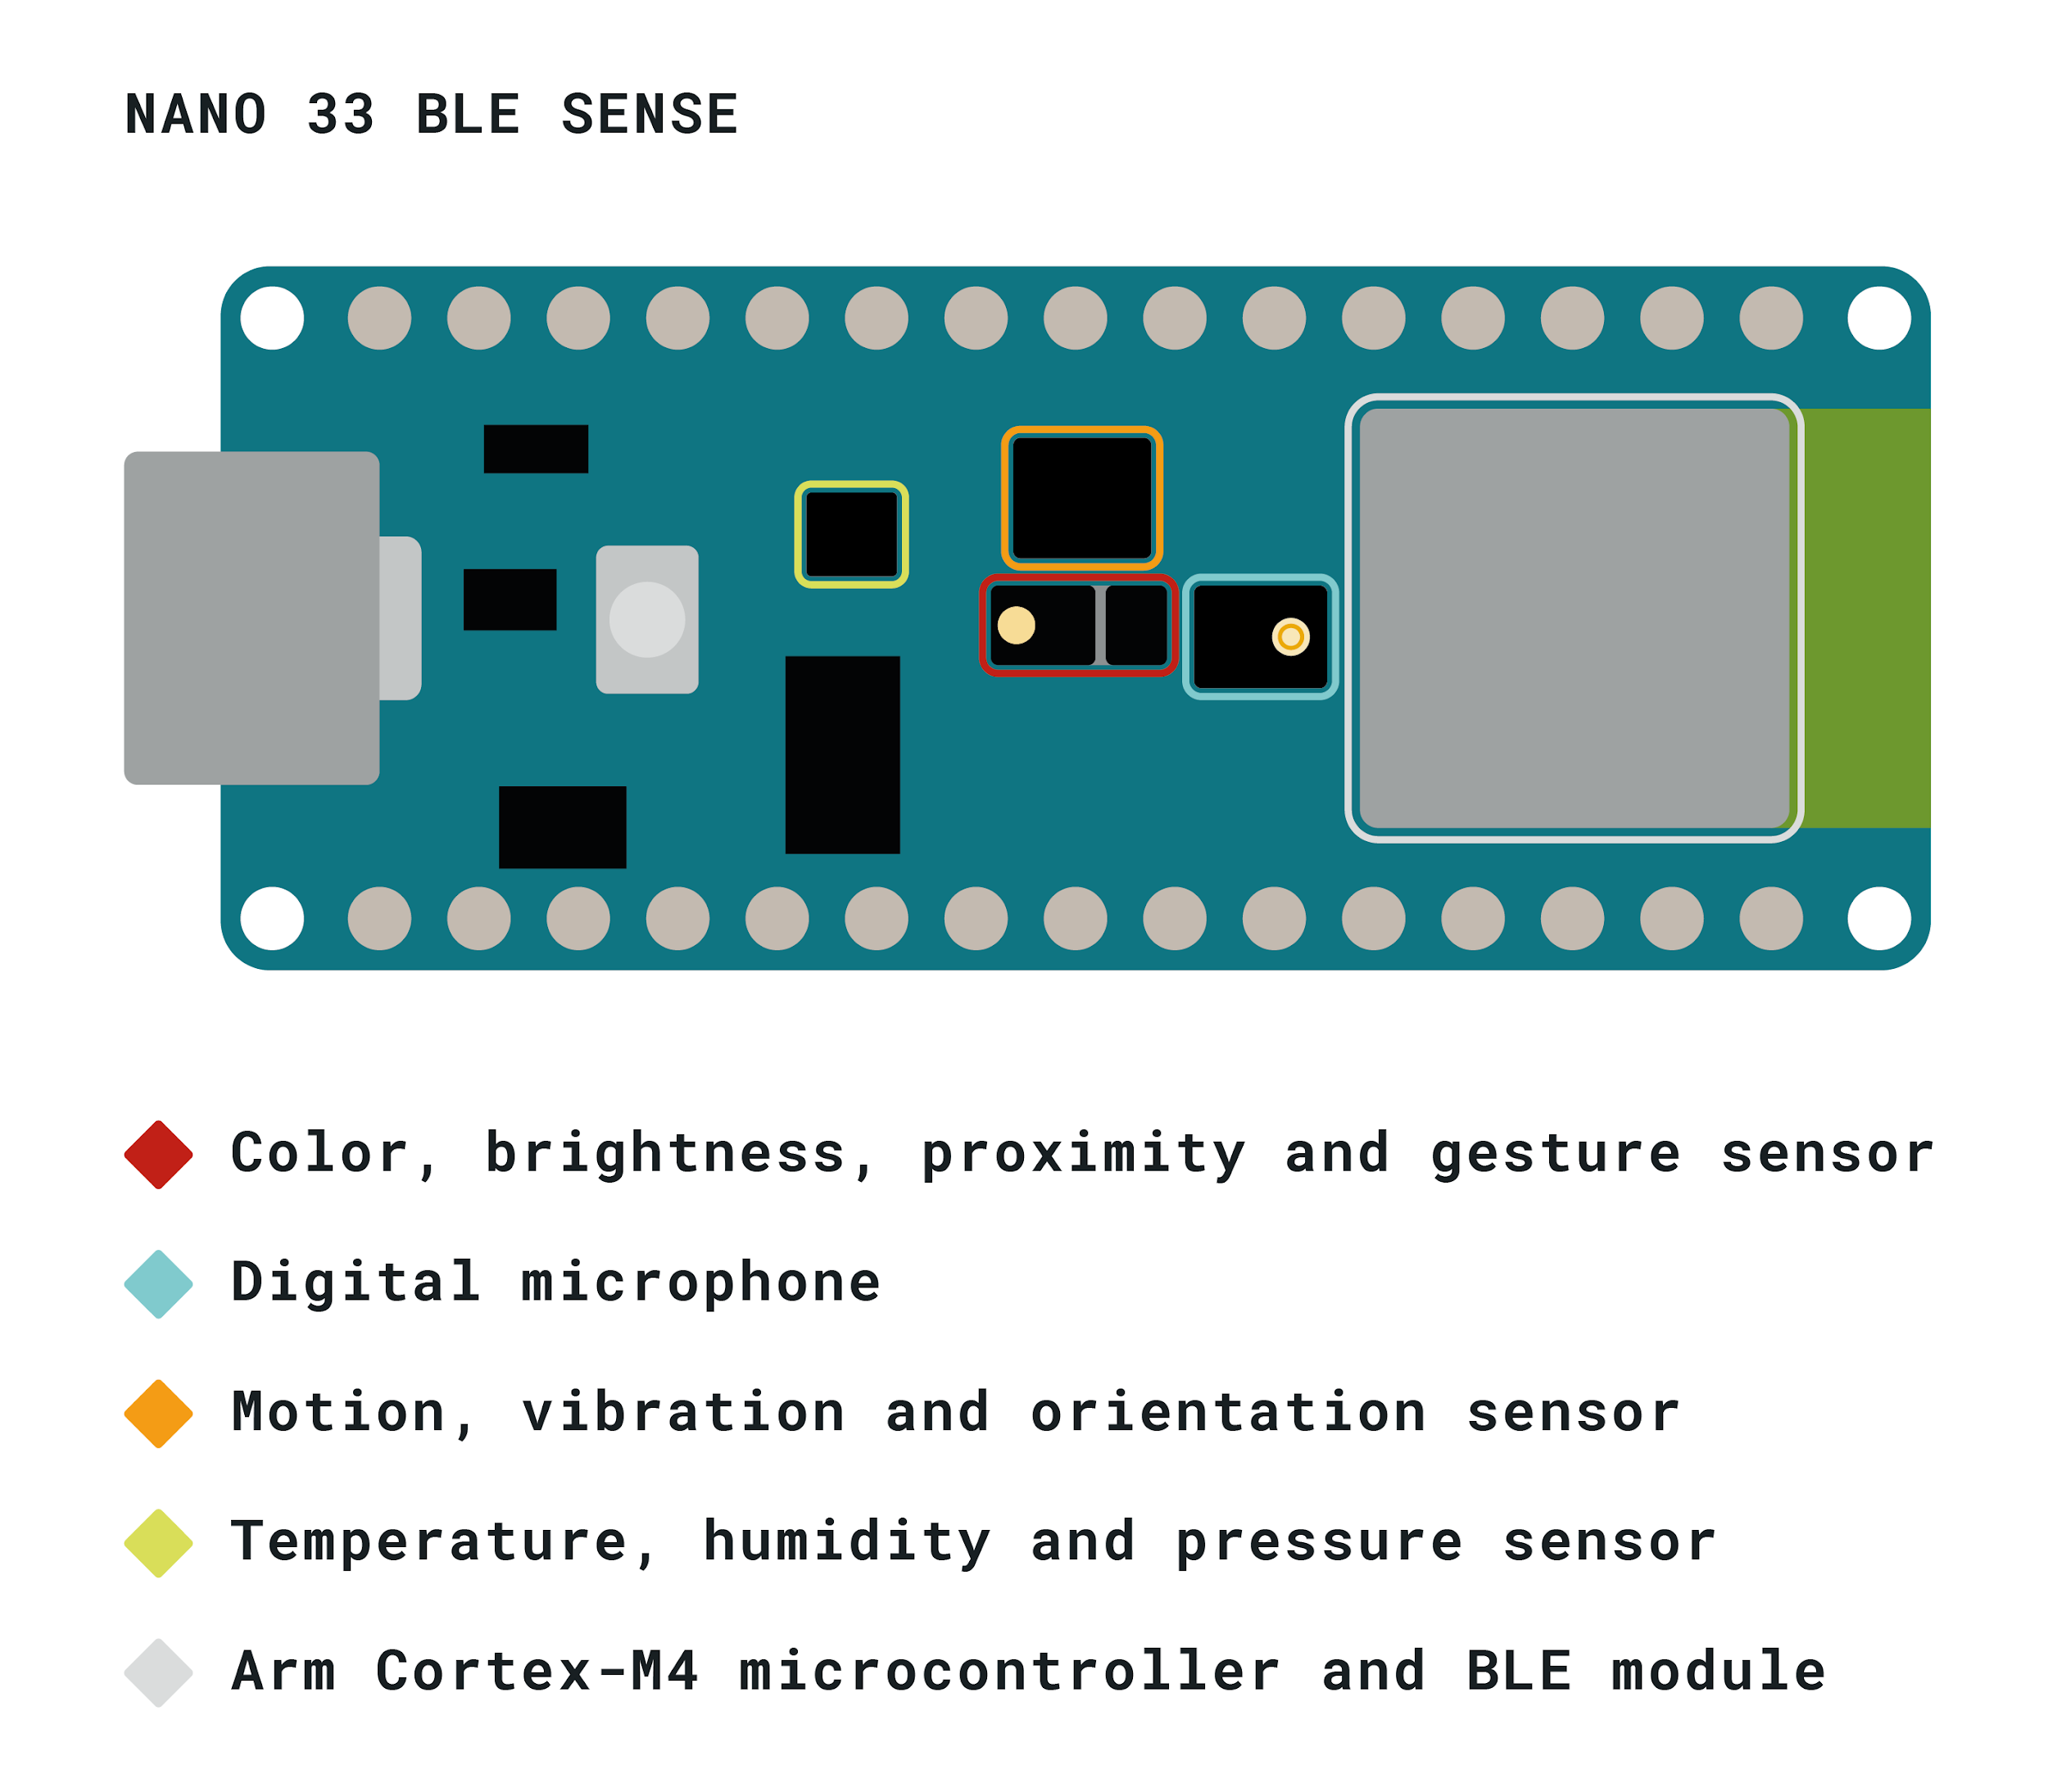 NANO 33 BLE SENSE
Color, brightness, proximity and gesture sensor
Digital microphone
Motion, vibration and orientation sensor
Temperature, humidity and pressure sensor
Arm Cortex-M4 microcontroller and BLE module